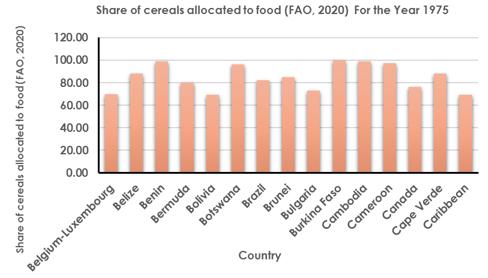 Share of cereals allocated to food (FAO, 2020) For the Year 1975
Share of cereals allocated to food(FAO, 2020)
120.00
100.00
80.00
60.00
40.00
20.00
0.00
Belgium-Luxembourg
Belize
Benin
Bermuda
Bolivia
Botswana
Brazil
Brunei
Bulgaria
Burkina Faso
Cambodia
Cameroon
Canada
Cape Verde
Caribbean
Country